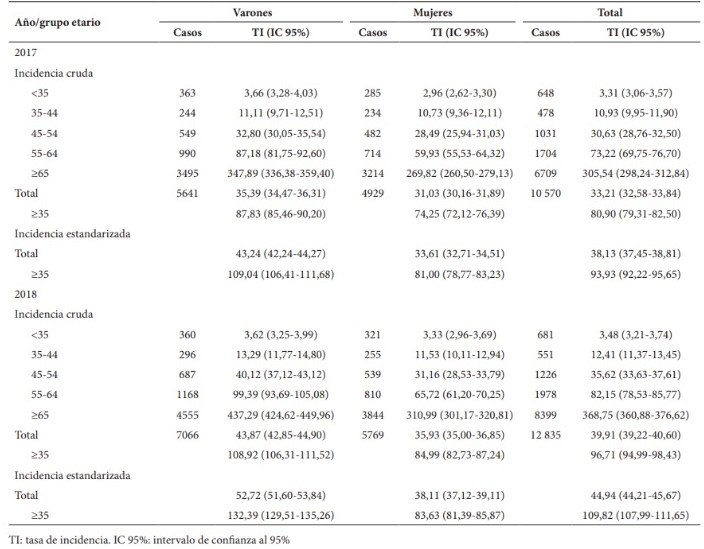 Año/grupo etario Varones Mujeres Total
Casos TI (IC 95%) Casos TI (IC 95%) Casos TI (IC 95%)
2017
Incidencia cruda
<35 363 3,66 (3,28-4,03) 285 2,96 (2,62-3,30) 648 3,31 (3,06-3,57)
35-44 244 11,11 (9,71-12,51) 234 10,73 (9,36-12,11) 478 10,93 (9,95-11,90)
45-54 549 32,80 (30,05-35,54) 482 28,49 (25,94-31,03) 1031 30,63 (28,76-32,50)
55-64 990 87,18 (81,75-92,60) 714 59,93 (55,53-64,32) 1704 73,22 (69,75-76,70)
≥65 3495 347,89 (336,38-359,40) 3214 269,82 (260,50-279,13) 6709 305,54 (298,24-312,84)
Total 5641 35,39 (34,47-36,31) 4929 31,03 (30,16-31,89) 10 570 33,21 (32,58-33,84)
≥35 87,83 (85,46-90,20) 74,25 (72,12-76,39) 80,90 (79,31-82,50)
Incidencia estandarizada
Total 43,24 (42,24-44,27) 33,61 (32,71-34,51) 38,13 (37,45-38,81)
≥35 109,04 (106,41-111,68) 81,00 (78,77-83,23) 93,93 (92,22-95,65)
2018
Incidencia cruda
<35 360 3,62 (3,25-3,99) 321 3,33 (2,96-3,69) 681 3,48 (3,21-3,74)
35-44 296 13,29 (11,77-14,80) 255 11,53 (10,11-12,94) 551 12,41 (11,37-13,45)
45-54 687 40,12 (37,12-43,12) 539 31,16 (28,53-33,79) 1226 35,62 (33,63-37,61)
55-64 1168 99,39 (93,69-105,08) 810 65,72 (61,20-70,25) 1978 82,15 (78,53-85,77)
≥65 4555 437,29 (424,62-449,96) 3844 310,99 (301,17-320,81) 8399 368,75 (360,88-376,62)
Total 7066 43,87 (42,85-44,90) 5769 35,93 (35,00-36,85) 12 835 39,91 (39,22-40,60)
≥35 108,92 (106,31-111,52) 84,99 (82,73-87,24) 96,71 (94,99-98,43)
Incidencia estandarizada
Total 52,72 (51,60-53,84) 38,11 (37,12-39,11) 44,94 (44,21-45,67)
≥35 132,39 (129,51-135,26) 83,63 (81,39-85,87) 109,82 (107,99-111,65)
TI: tasa de incidencia. IC 95%: intervalo de confianza al 95%